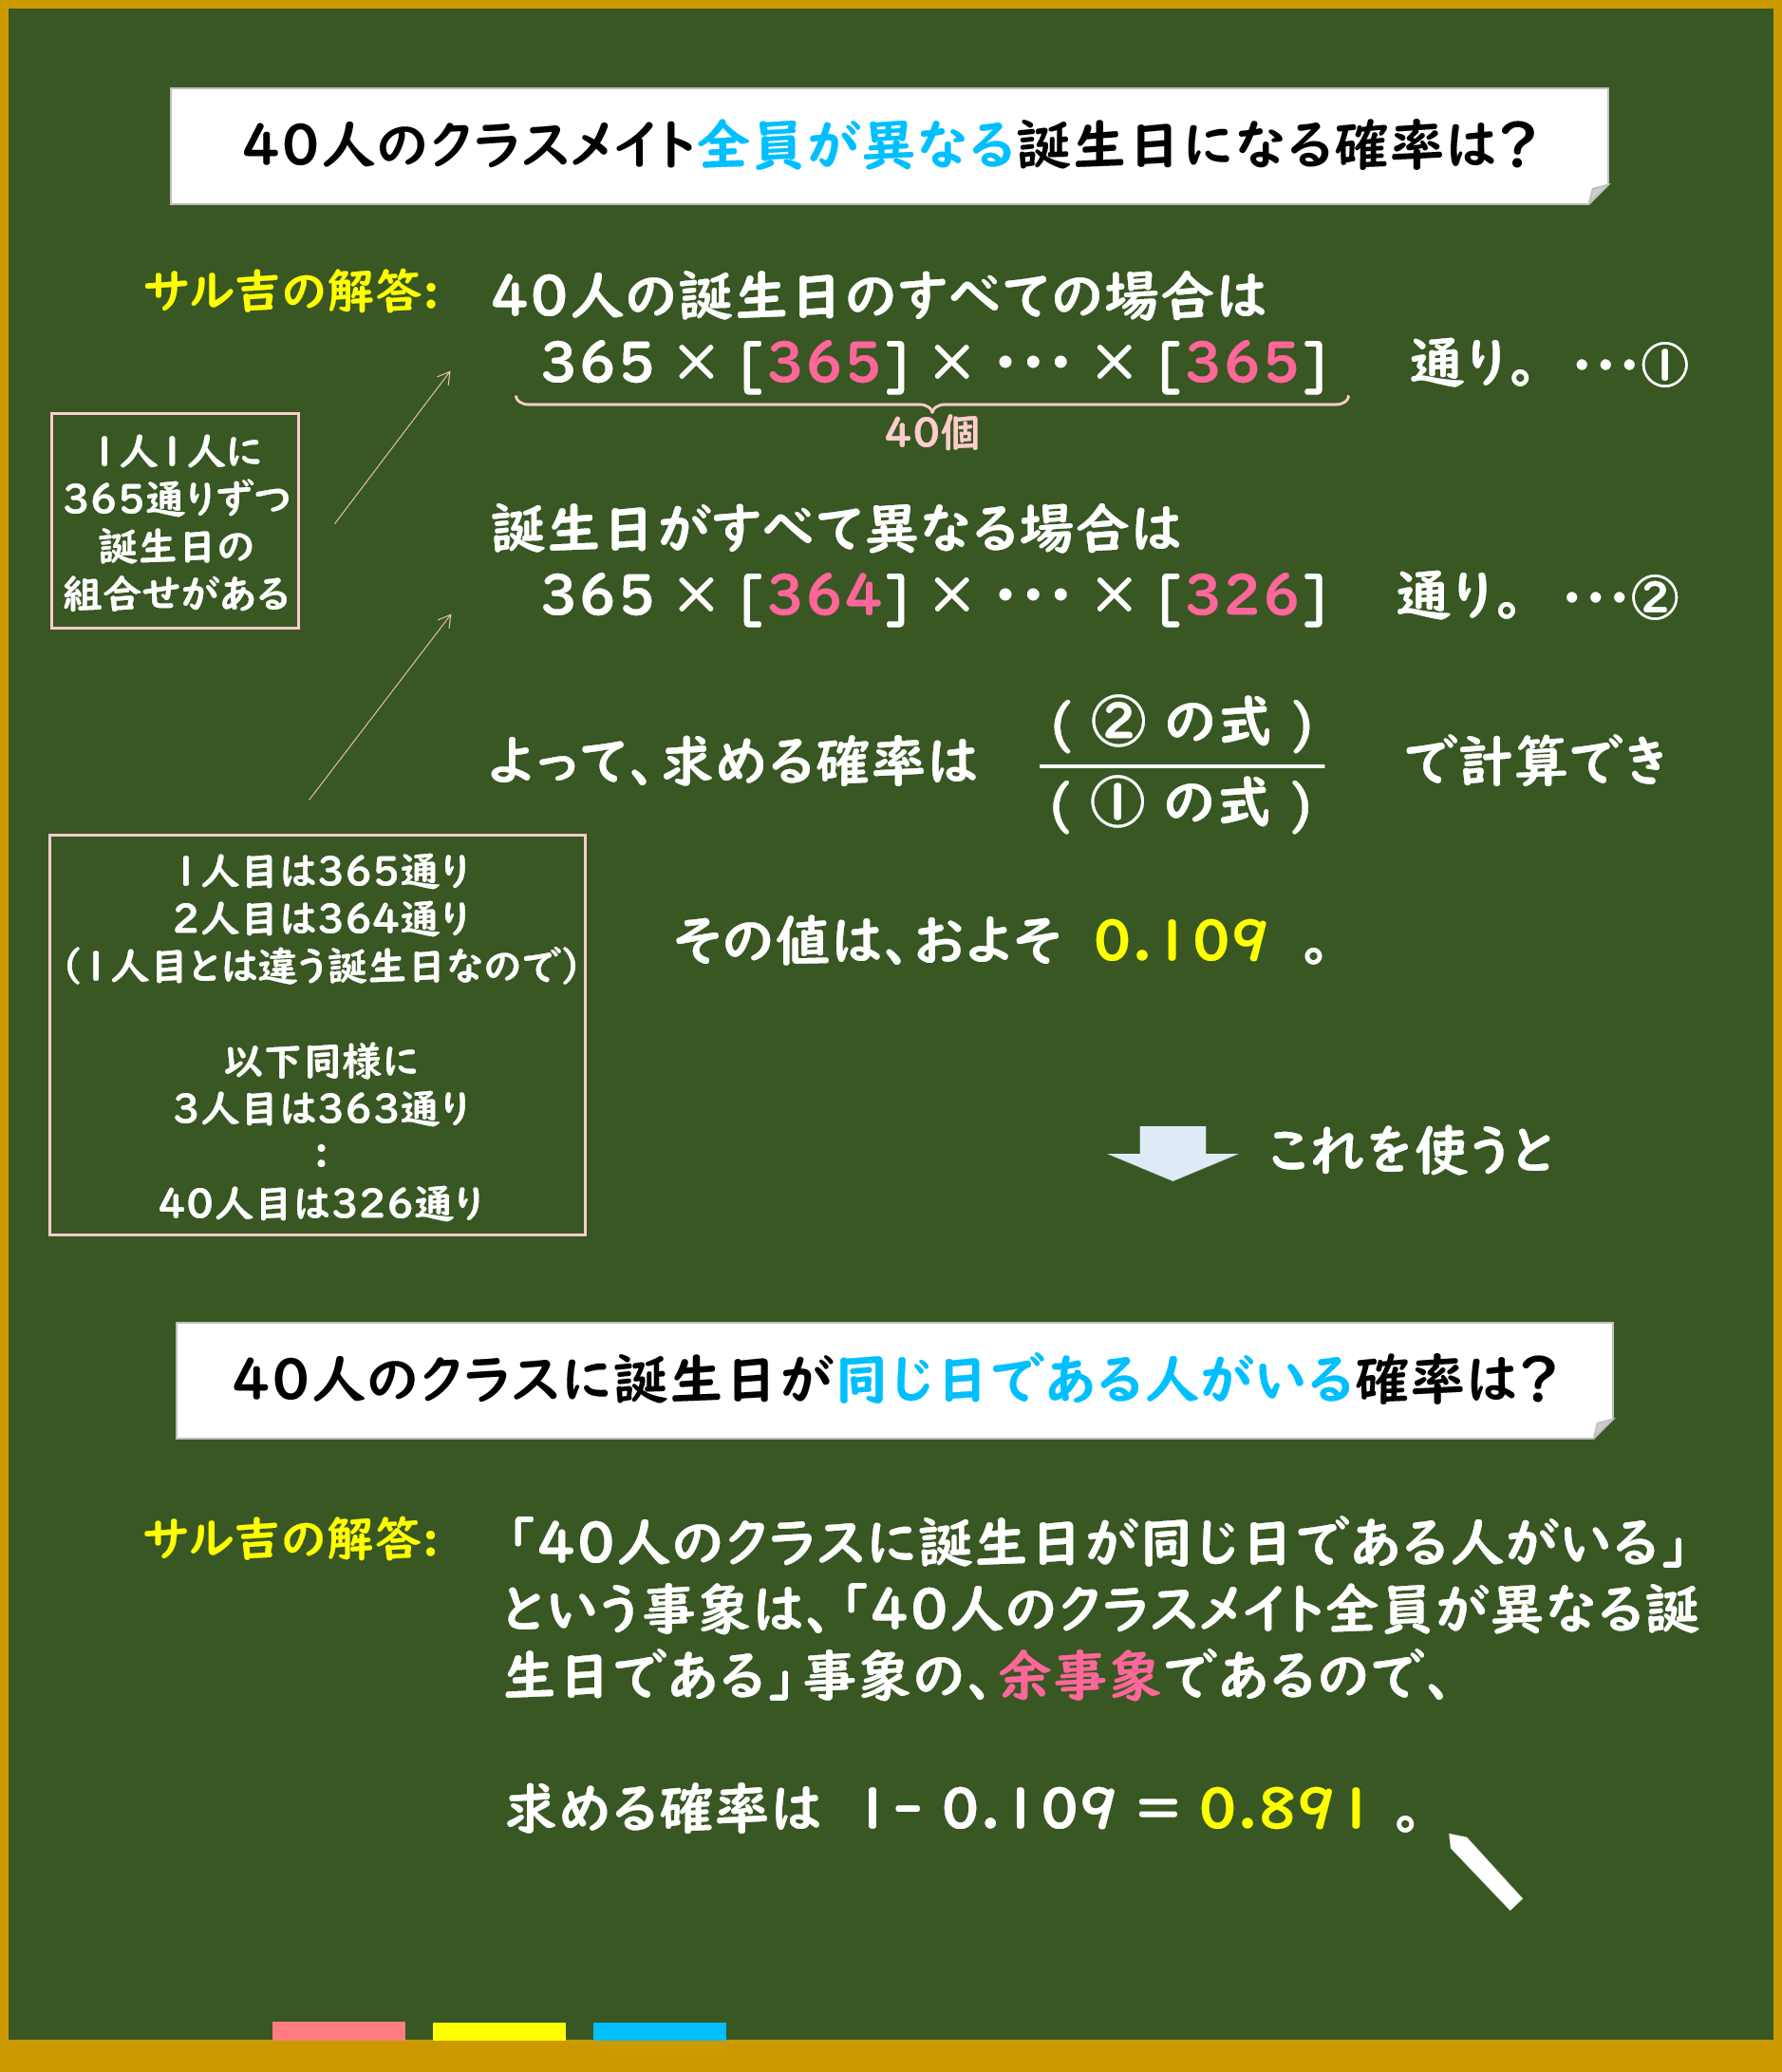 40人のクラスメイト全員が異なる誕生日になる確率は？
サル吉の解答:
40人の誕生日のすべての場合は
365 × [365] × ··· × [365] 通り。 ···①
40個
1人1人に
365通りずつ
誕生日の
組合せがある
誕生日がすべて異なる場合は
365 × [364] × ··· × [326] 通り。 ···②
よって、求める確率は
( ② の式 )
( ① の式 )
で計算でき
1人目は365通り
2人目は364通り
（1人目とは違う誕生日なので）
以下同様に
3人目は363通り
:
40人目は326通り
その値は、およそ 0.109 。
これを使うと
40人のクラスに誕生日が同じ日である人がいる確率は？
サル吉の解答:
「40人のクラスに誕生日が同じ日である人がいる」
という事象は、「40人のクラスメイト全員が異なる誕
生日である」事象の、余事象であるので、
求める確率は 1- 0.109 = 0.891 。